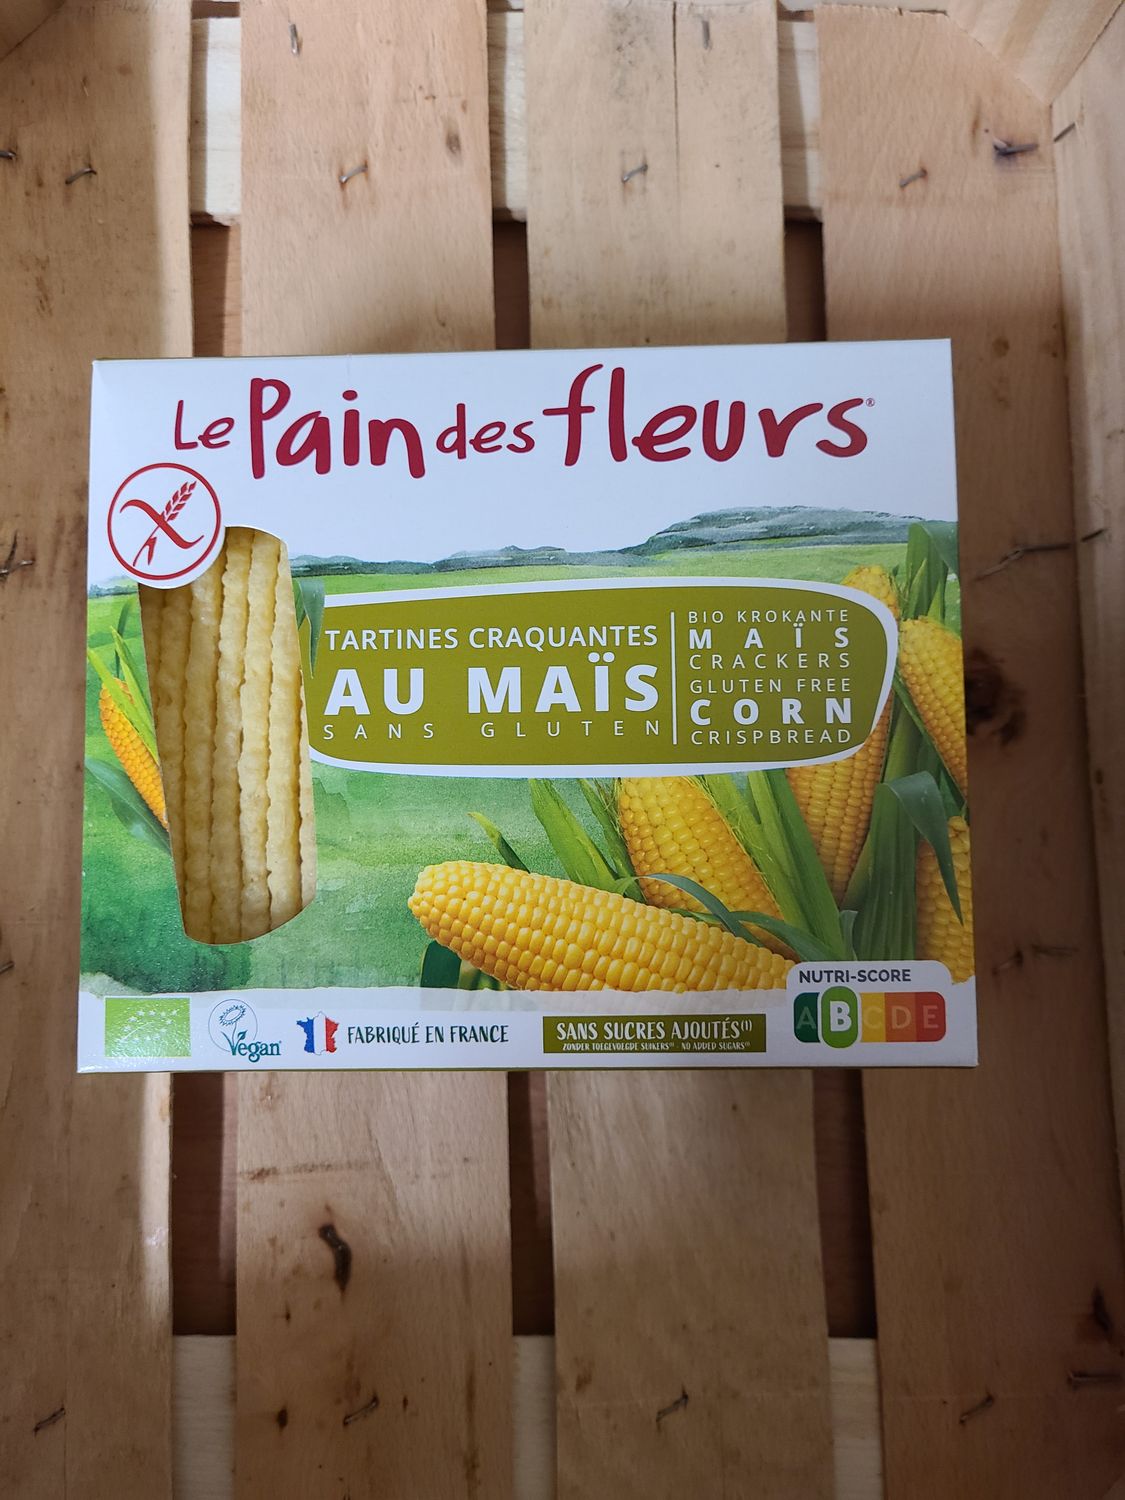 Le Pain des fleurs®
TARTINES CRAQUANTES
AU MAÏS
SANS GLUTEN
BIO KROKANTE
MAÏS
CRACKERS
GLUTEN FREE
CORN
CRISPBREAD
NUTRI-SCORE
A B C D E
Vegan
FABRIQUÉ EN FRANCE
SANS SUCRES AJOUTÉS(1)
ZONDER TOEGEVOEGDE SUIKERS(1) - NO ADDED SUGARS(1)